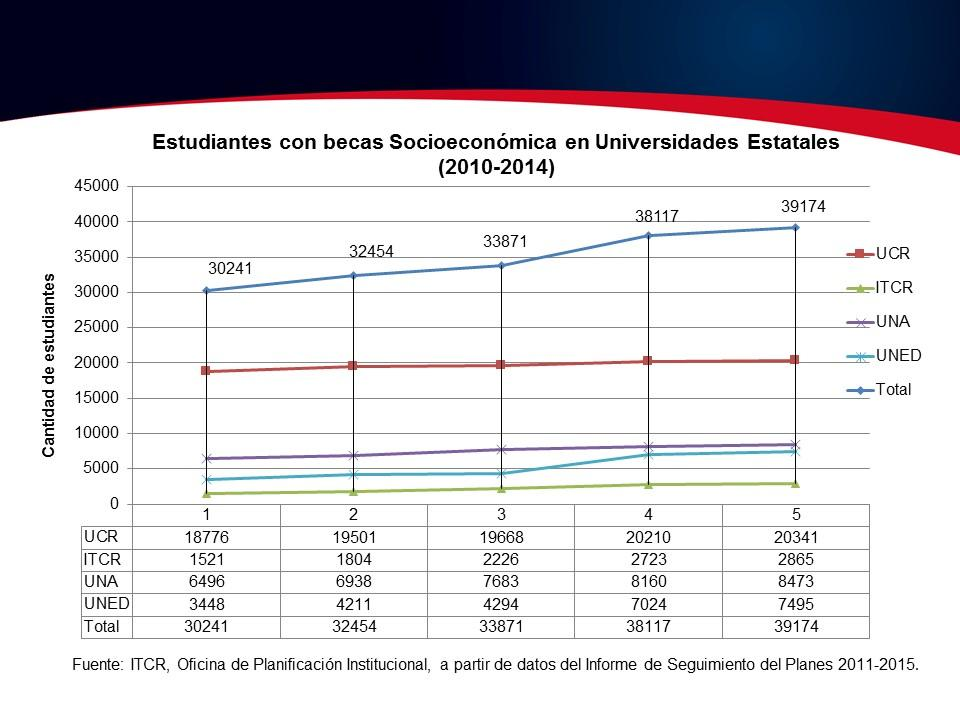 Estudiantes con becas Socioeconómica en Universidades Estatales
(2010-2014)
Cantidad de estudiantes
45000
40000
35000
30000
25000
20000
15000
10000
5000
0
30241
32454
33871
38117
39174
UCR
ITCR
UNA
UNED
Total
1 2 3 4 5
UCR 18776 19501 19668 20210 20341
ITCR 1521 1804 2226 2723 2865
UNA 6496 6938 7683 8160 8473
UNED 3448 4211 4294 7024 7495
Total 30241 32454 33871 38117 39174
Fuente: ITCR, Oficina de Planificación Institucional, a partir de datos del Informe de Seguimiento del Planes 2011-2015.